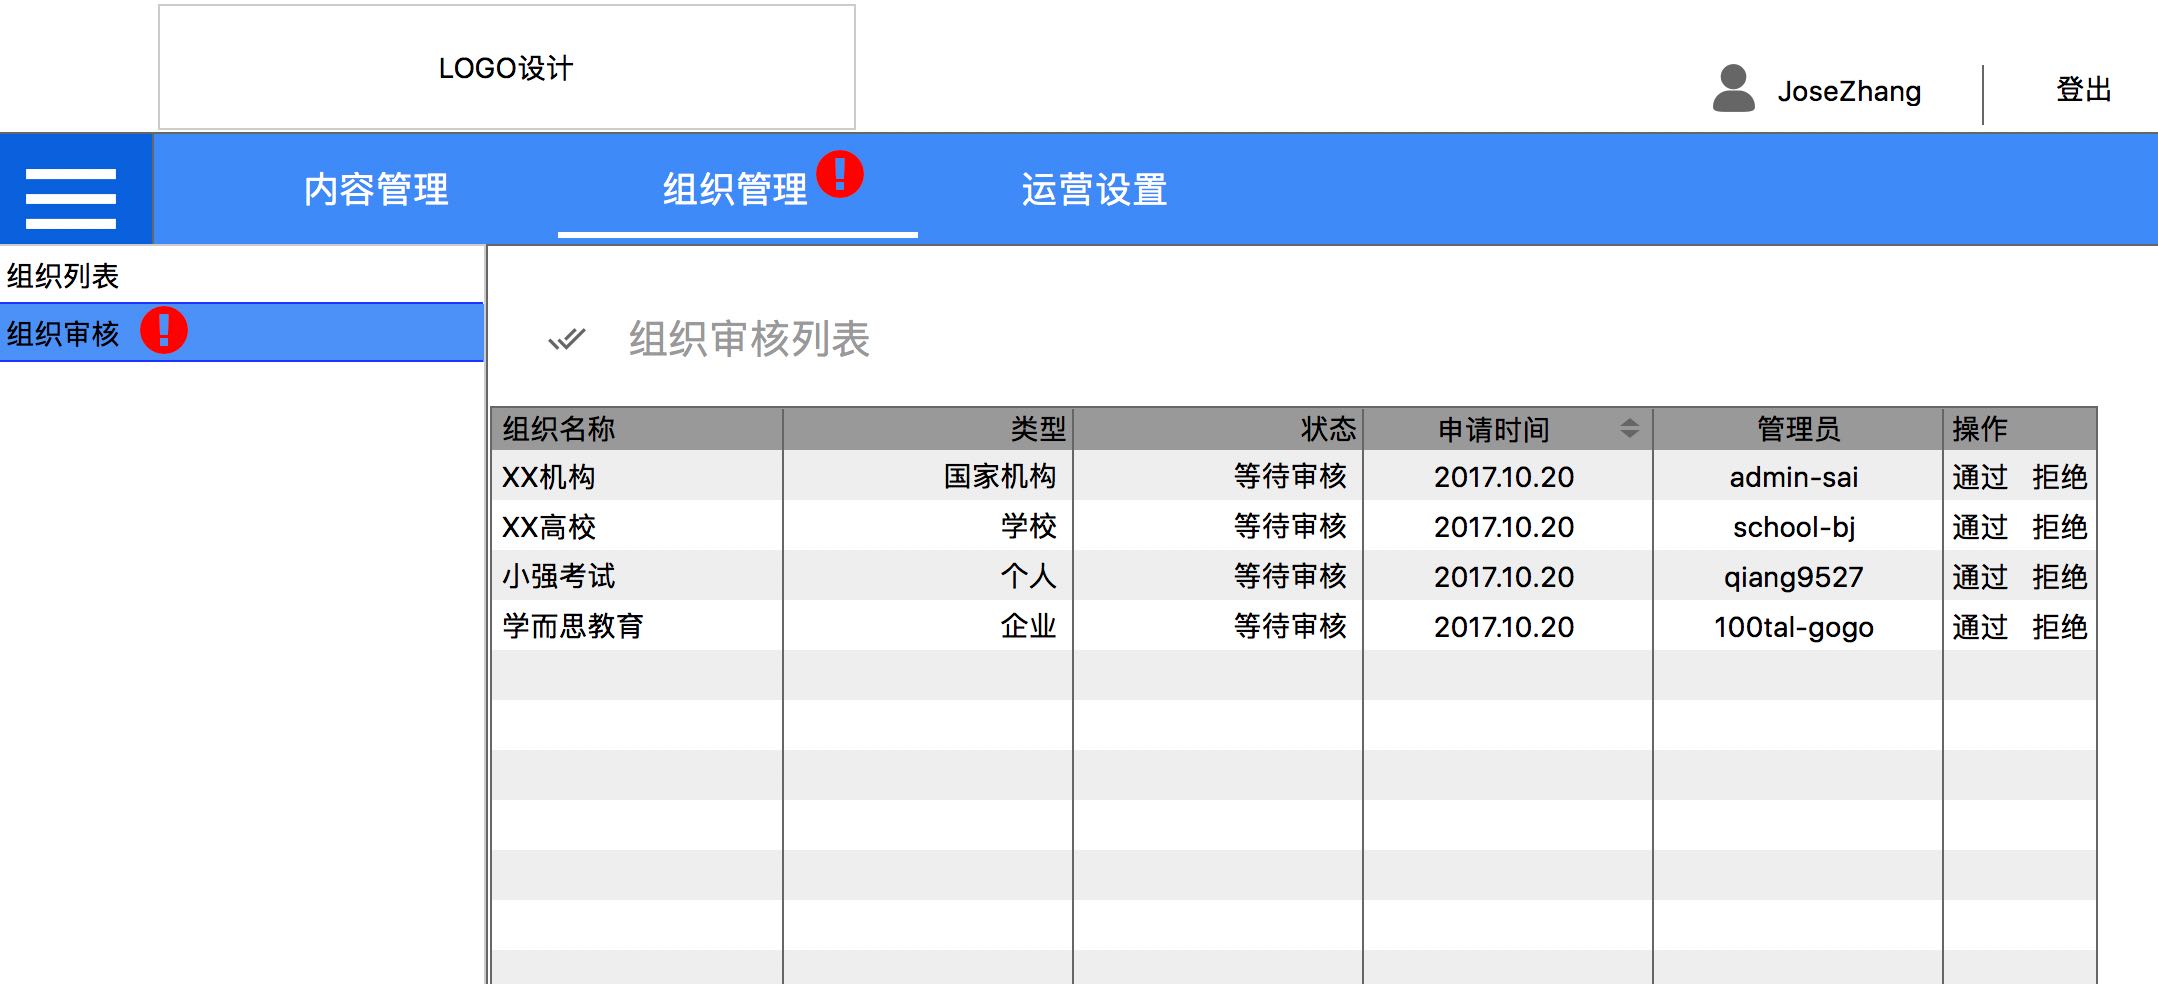 LOGO设计
JoseZhang 登出
内容管理 组织管理 运营设置
组织列表
组织审核
组织审核列表
组织名称 类型 状态 申请时间 管理员 操作
XX机构 国家机构 等待审核 2017.10.20 admin-sai 通过 拒绝
XX高校 学校 等待审核 2017.10.20 school-bj 通过 拒绝
小强考试 个人 等待审核 2017.10.20 qiang9527 通过 拒绝
学而思教育 企业 等待审核 2017.10.20 100tal-gogo 通过 拒绝